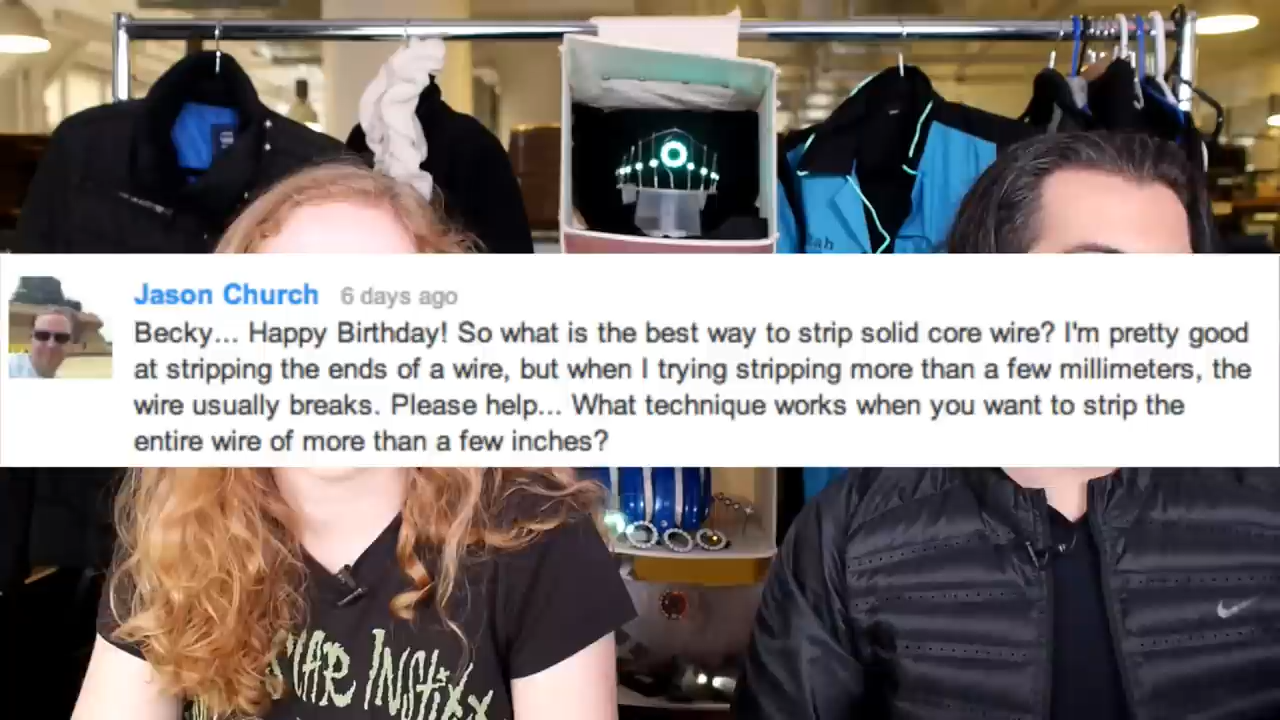 Jason Church 6 days ago
Becky... Happy Birthday! So what is the best way to strip solid core wire? I'm pretty good
at stripping the ends of a wire, but when I trying stripping more than a few millimeters, the
wire usually breaks. Please help... What technique works when you want to strip the
entire wire of more than a few inches?